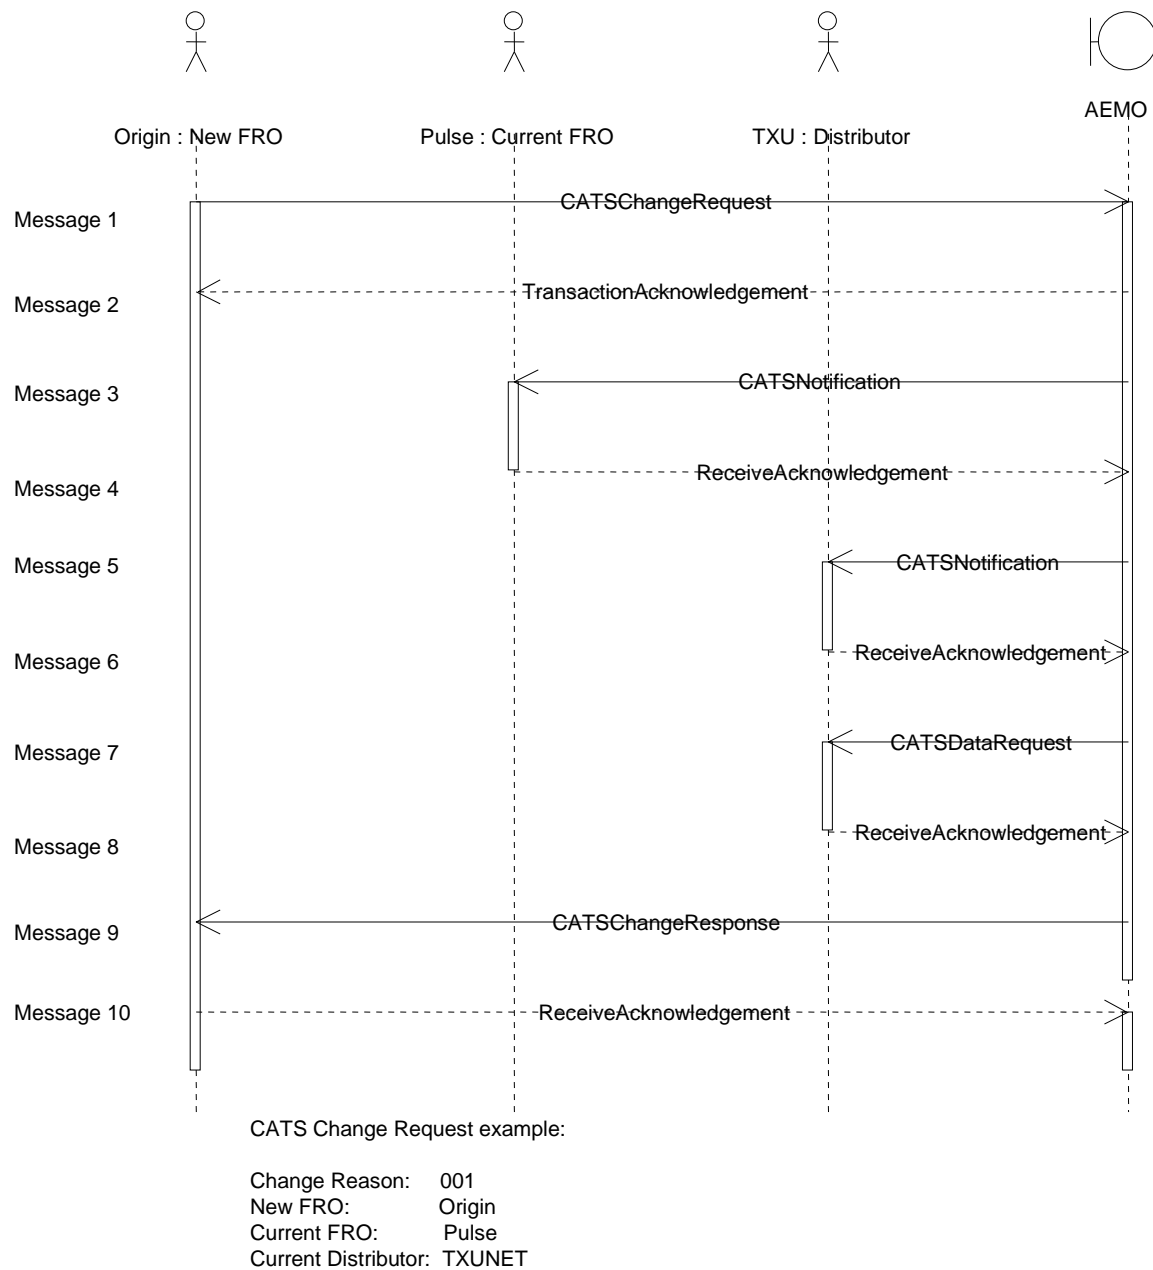 AEMO
Origin : New FRO
Pulse : Current FRO
TXU : Distributor
CATSChangeRequest
Message 1
TransactionAcknowledgement
Message 2
CATSNotification
Message 3
ReceiveAcknowledgement
Message 4
CATSNotification
Message 5
ReceiveAcknowledgement
Message 6
CATSDataRequest
Message 7
ReceiveAcknowledgement
Message 8
CATSChangeResponse
Message 9
Message 10
ReceiveAcknowledgement
CATS Change Request example:
Change Reason: 001
New FRO: Origin
Current FRO: Pulse
Current Distributor: TXUNET